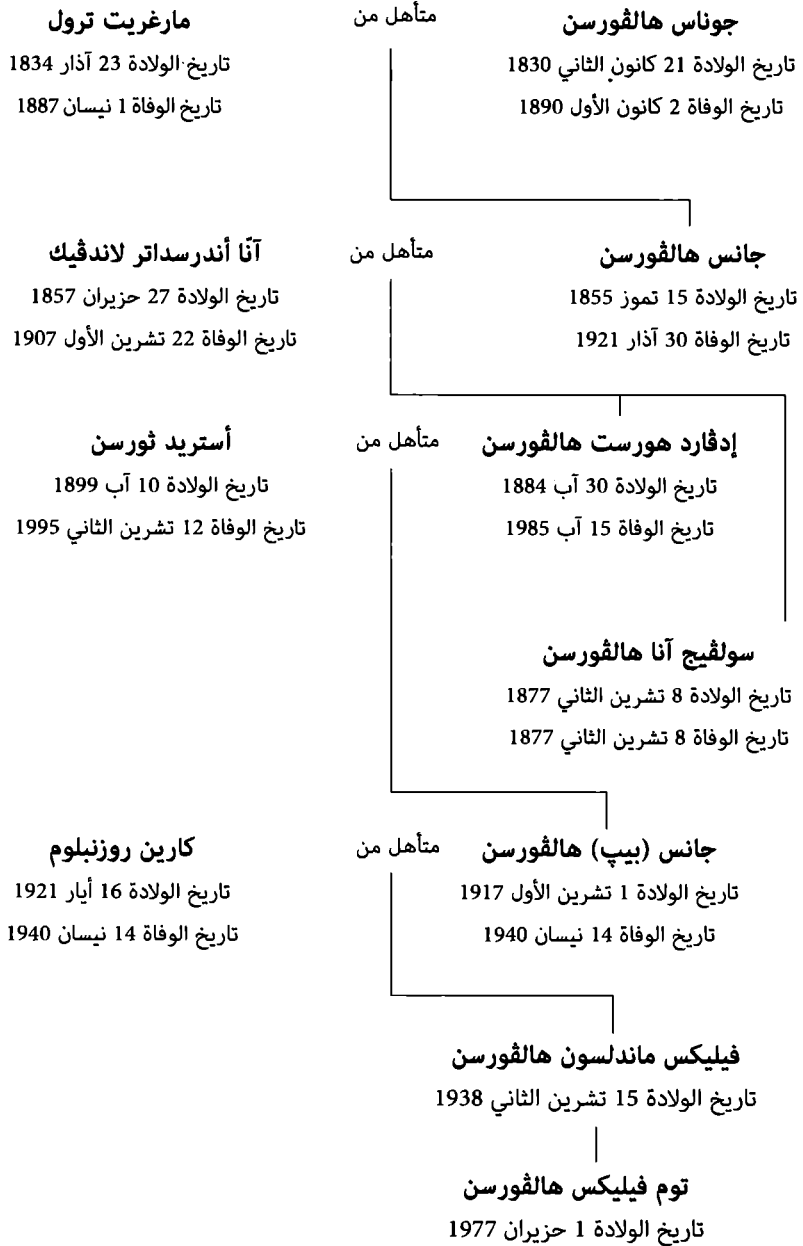 جوناس هالڤورسن متأهل من مارغريت ترول
تاريخ الولادة 21 كانون الثاني 1830 تاريخ الولادة 23 آذار 1834
تاريخ الوفاة 2 كانون الأول 1890 تاريخ الوفاة 1 نيسان 1887
جانس هالڤورسن متأهل من آنّا أندرسداتر لاندڤيك
تاريخ الولادة 15 تموز 1855 تاريخ الولادة 27 حزيران 1857
تاريخ الوفاة 30 آذار 1921 تاريخ الوفاة 22 تشرين الأول 1907
إدڤارد هورست هالڤورسن متأهل من أستريد ثورسن
تاريخ الولادة 30 آب 1884 تاريخ الولادة 10 آب 1899
تاريخ الوفاة 15 آب 1985 تاريخ الوفاة 12 تشرين الثاني 1995
سولڤيج آنا هالڤورسن
تاريخ الولادة 8 تشرين الثاني 1877
تاريخ الوفاة 8 تشرين الثاني 1877
جانس (بيپ) هالڤورسن متأهل من كارين روزنبلوم
تاريخ الولادة 1 تشرين الأول 1917 تاريخ الولادة 16 أيار 1921
تاريخ الوفاة 14 نيسان 1940 تاريخ الوفاة 14 نيسان 1940
فيليكس ماندلسون هالڤورسن
تاريخ الولادة 15 تشرين الثاني 1938
توم فيليكس هالڤورسن
تاريخ الولادة 1 حزيران 1977